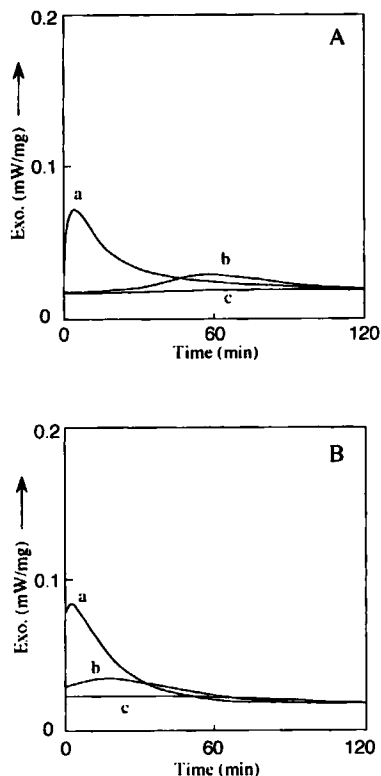 A
0.2
0.1
0
Exo. (mW/mg)
a
b
c
0
60
120
Time (min)
B
0.2
0.1
0
Exo. (mW/mg)
a
b
c
0
60
120
Time (min)